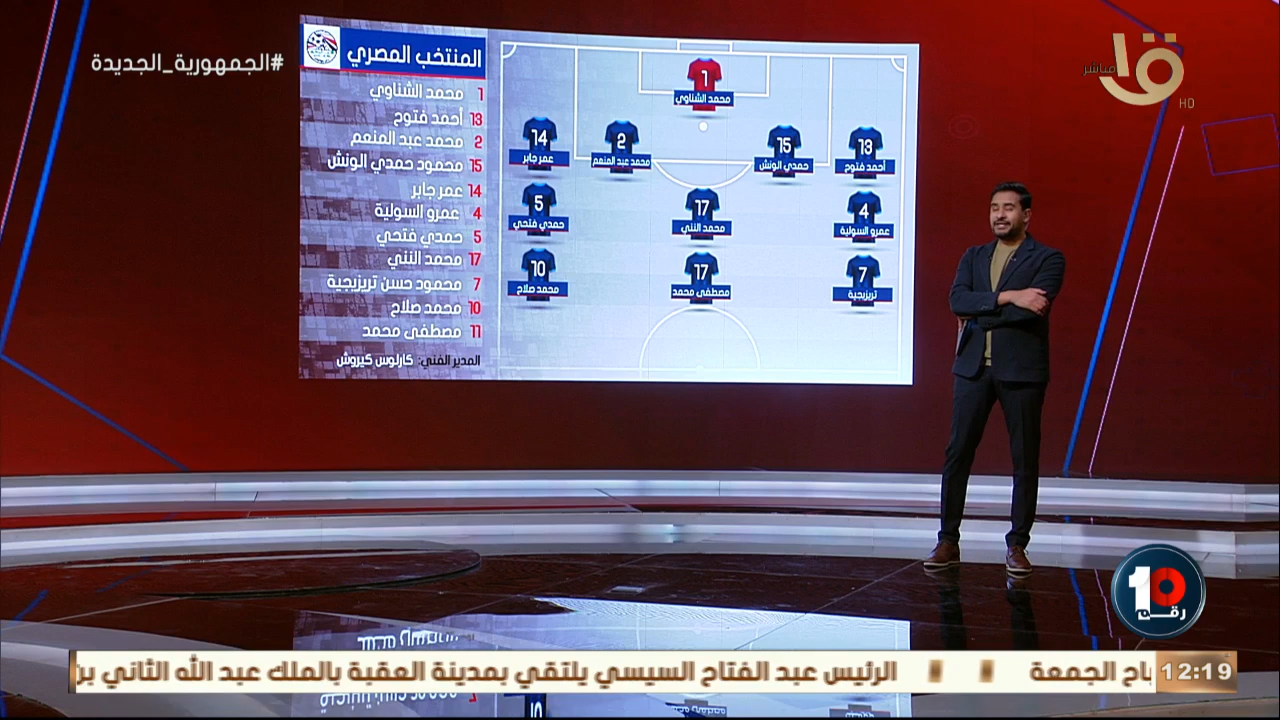 #الجمهورية_الجديدة
مباشر
HD
المنتخب المصري
1 محمد الشناوي
13 أحمد فتوح
2 محمد عبد المنعم
15 محمود حمدي الونش
14 عمر جابر
4 عمرو السولية
5 حمدي فتحي
17 محمد النني
7 محمود حسن تريزيجية
10 محمد صلاح
11 مصطفى محمد
المدير الفني: كارلوس كيروش
1
محمد الشناوي
13
أحمد فتوح
15
حمدي الونش
2
محمد عبد المنعم
14
عمر جابر
4
عمرو السولية
17
محمد النني
5
حمدي فتحي
7
تريزيجية
17
مصطفى محمد
10
محمد صلاح
رقم 10
12:19 باح الجمعة الرئيس عبد الفتاح السيسي يلتقي بمدينة العقبة بالملك عبد الله الثاني بن